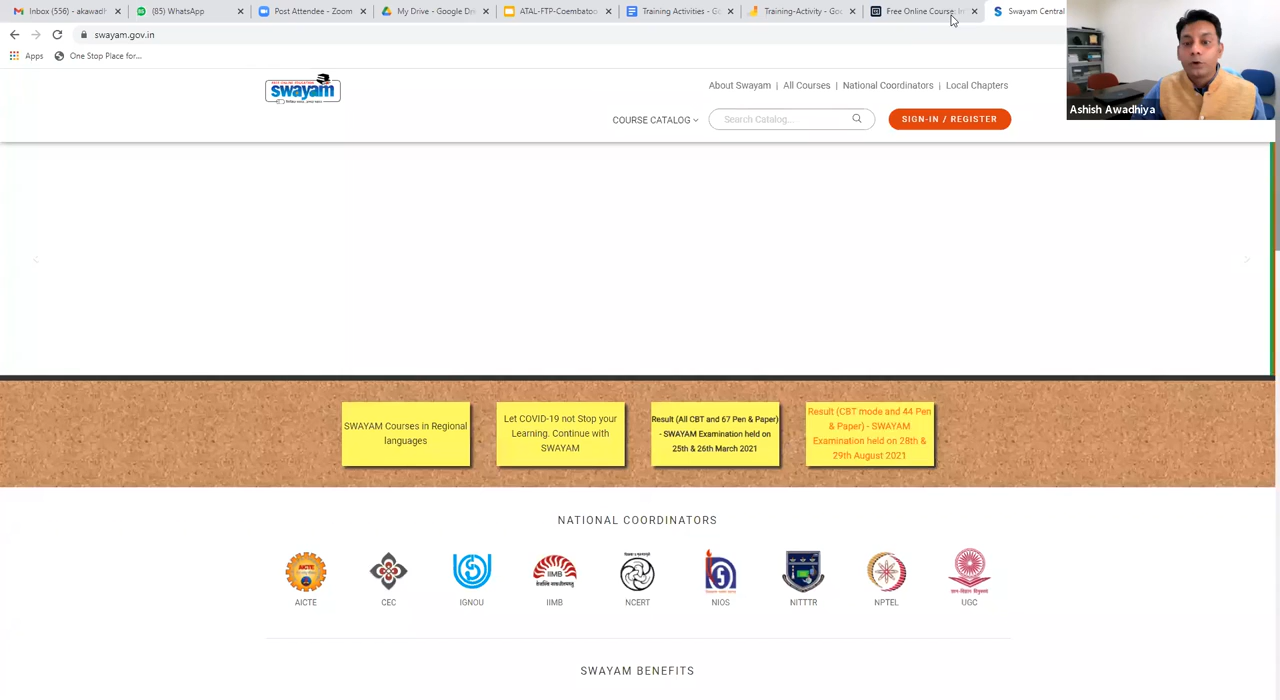 Inbox (556) - akawadh
(85) WhatsApp
Post Attendee - Zoom
My Drive - Google Dri
ATAL-FTP-Coembatoo
Training Activities - Go
Training-Activity - Goo
Free Online Course
Swayam Central
swayam.gov.in
Apps
One Stop Place for...
swayam
About Swayam | All Courses | National Coordinators | Local Chapters
COURSE CATALOG
Search Catalog...
SIGN-IN / REGISTER
Ashish Awadhiya
SWAYAM Courses in Regional
languages
Let COVID-19 not Stop your
Learning. Continue with
SWAYAM
Result (All CBT and 67 Pen & Paper)
- SWAYAM Examination held on
25th & 26th March 2021
Result (CBT mode and 44 Pen
& Paper) - SWAYAM
Examination held on 28th &
29th August 2021
NATIONAL COORDINATORS
AICTE
CEC
IGNOU
IIMB
NCERT
NIOS
NITTTR
NPTEL
UGC
SWAYAM BENEFITS